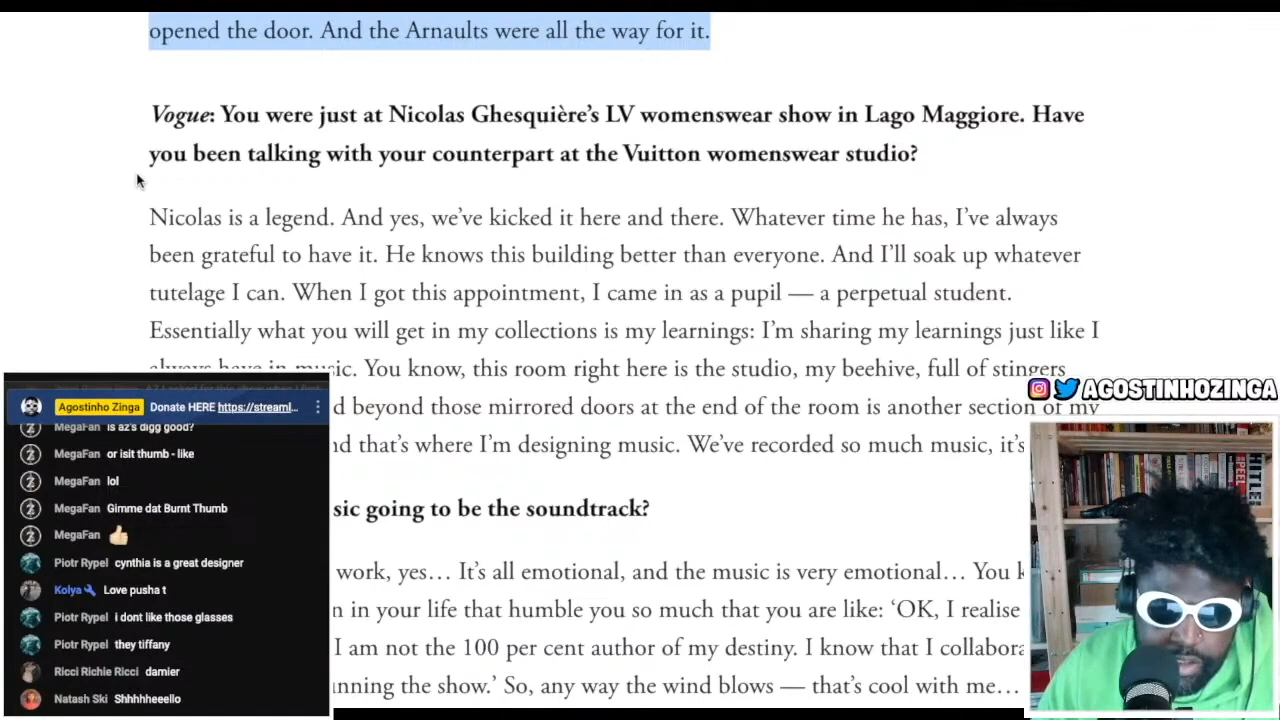 opened the door. And the Arnaults were all the way for it.
Vogue: You were just at Nicolas Ghesquière’s LV womenswear show in Lago Maggiore. Have
you been talking with your counterpart at the Vuitton womenswear studio?
Nicolas is a legend. And yes, we’ve kicked it here and there. Whatever time he has, I’ve always
been grateful to have it. He knows this building better than everyone. And I’ll soak up whatever
tutelage I can. When I got this appointment, I came in as a pupil — a perpetual student.
Essentially what you will get in my collections is my learnings: I’m sharing my learnings just like I
always have in music. You know, this room right here is the studio, my beehive, full of stingers
d beyond those mirrored doors at the end of the room is another section of my
nd that’s where I’m designing music. We’ve recorded so much music, it’s
sic going to be the soundtrack?
work, yes… It’s all emotional, and the music is very emotional… You k
n in your life that humble you so much that you are like: ‘OK, I realise
I am not the 100 per cent author of my destiny. I know that I collabora
nning the show.’ So, any way the wind blows — that’s cool with me…
Agostinho Zinga Donate HERE https://streaml...
MegaFan is az's digg good?
MegaFan or isit thumb - like
MegaFan lol
MegaFan Gimme dat Burnt Thumb
MegaFan 👍🏻
Piotr Rypel cynthia is a great designer
Kolya Love pusha t
Piotr Rypel i dont like those glasses
Piotr Rypel they tiffany
Ricci Richie Ricci damier
Natash Ski Shhhhheeello
AGOSTINHOZINGA
HITLER